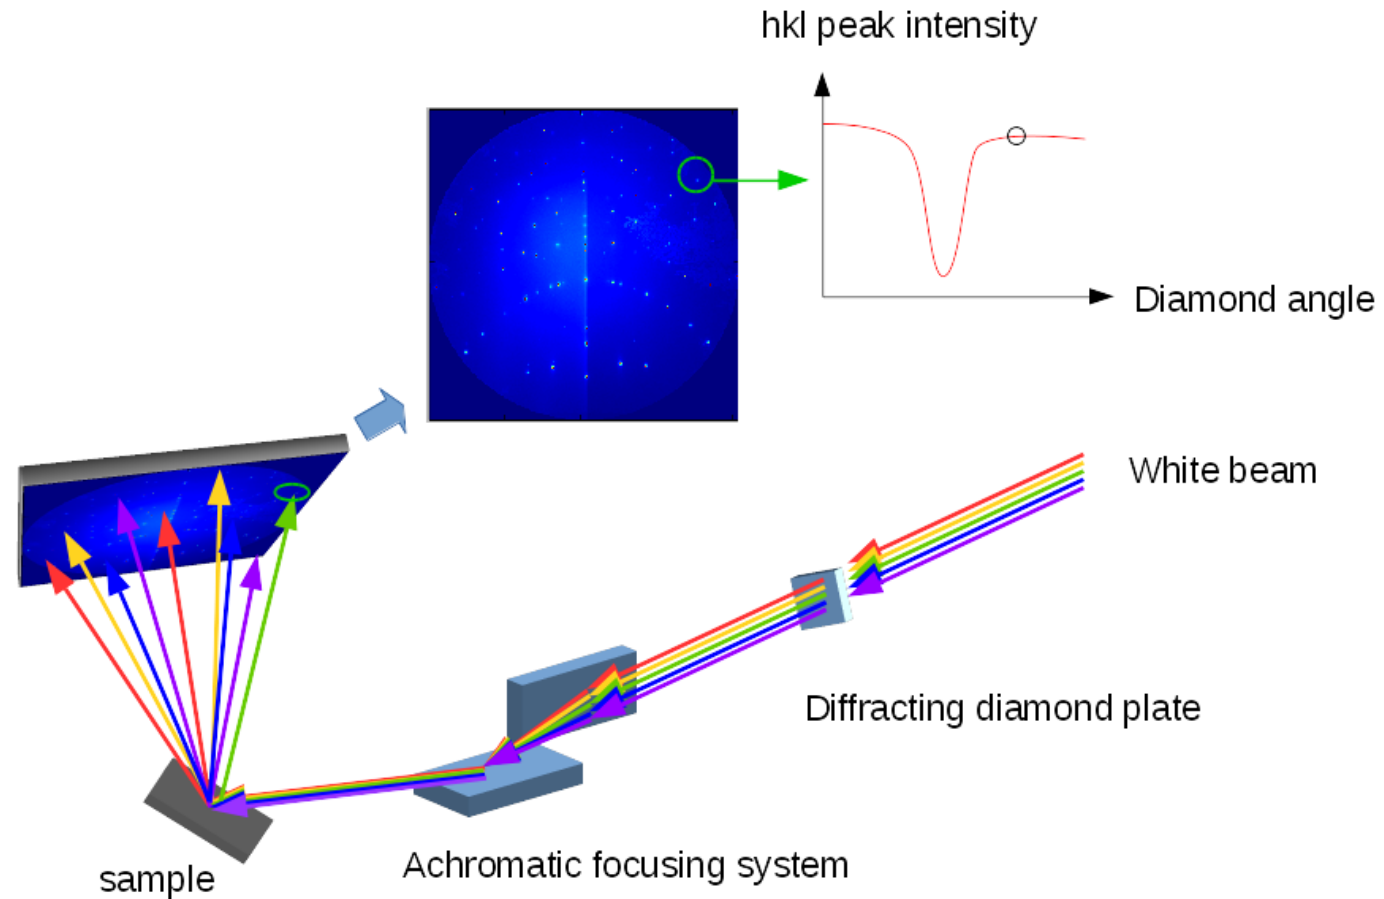 hkl peak intensity
Diamond angle
White beam
Diffracting diamond plate
Achromatic focusing system
sample